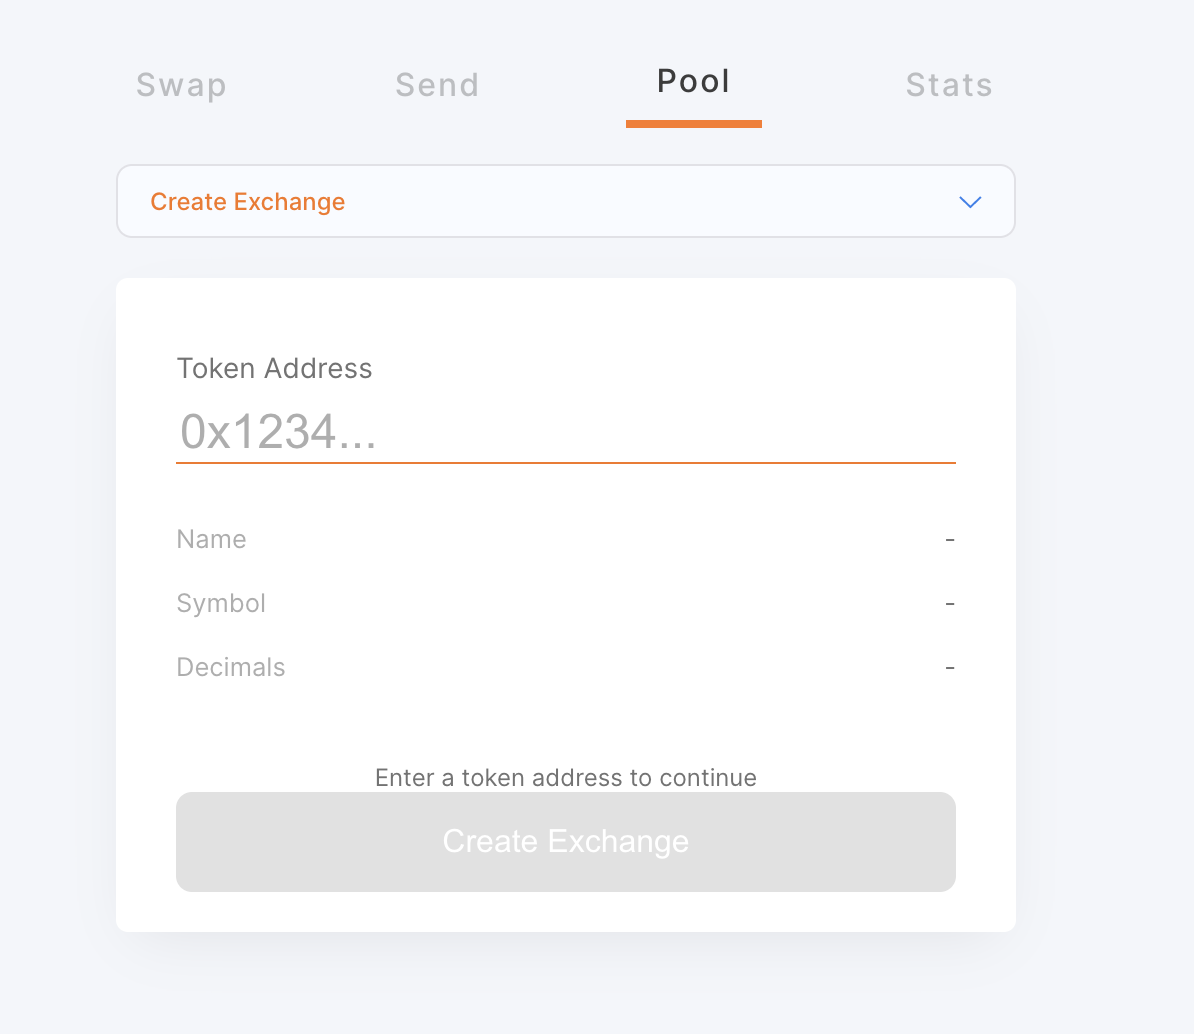 Swap Send Pool Stats
Create Exchange
Token Address
0x1234...
Name -
Symbol -
Decimals -
Enter a token address to continue
Create Exchange